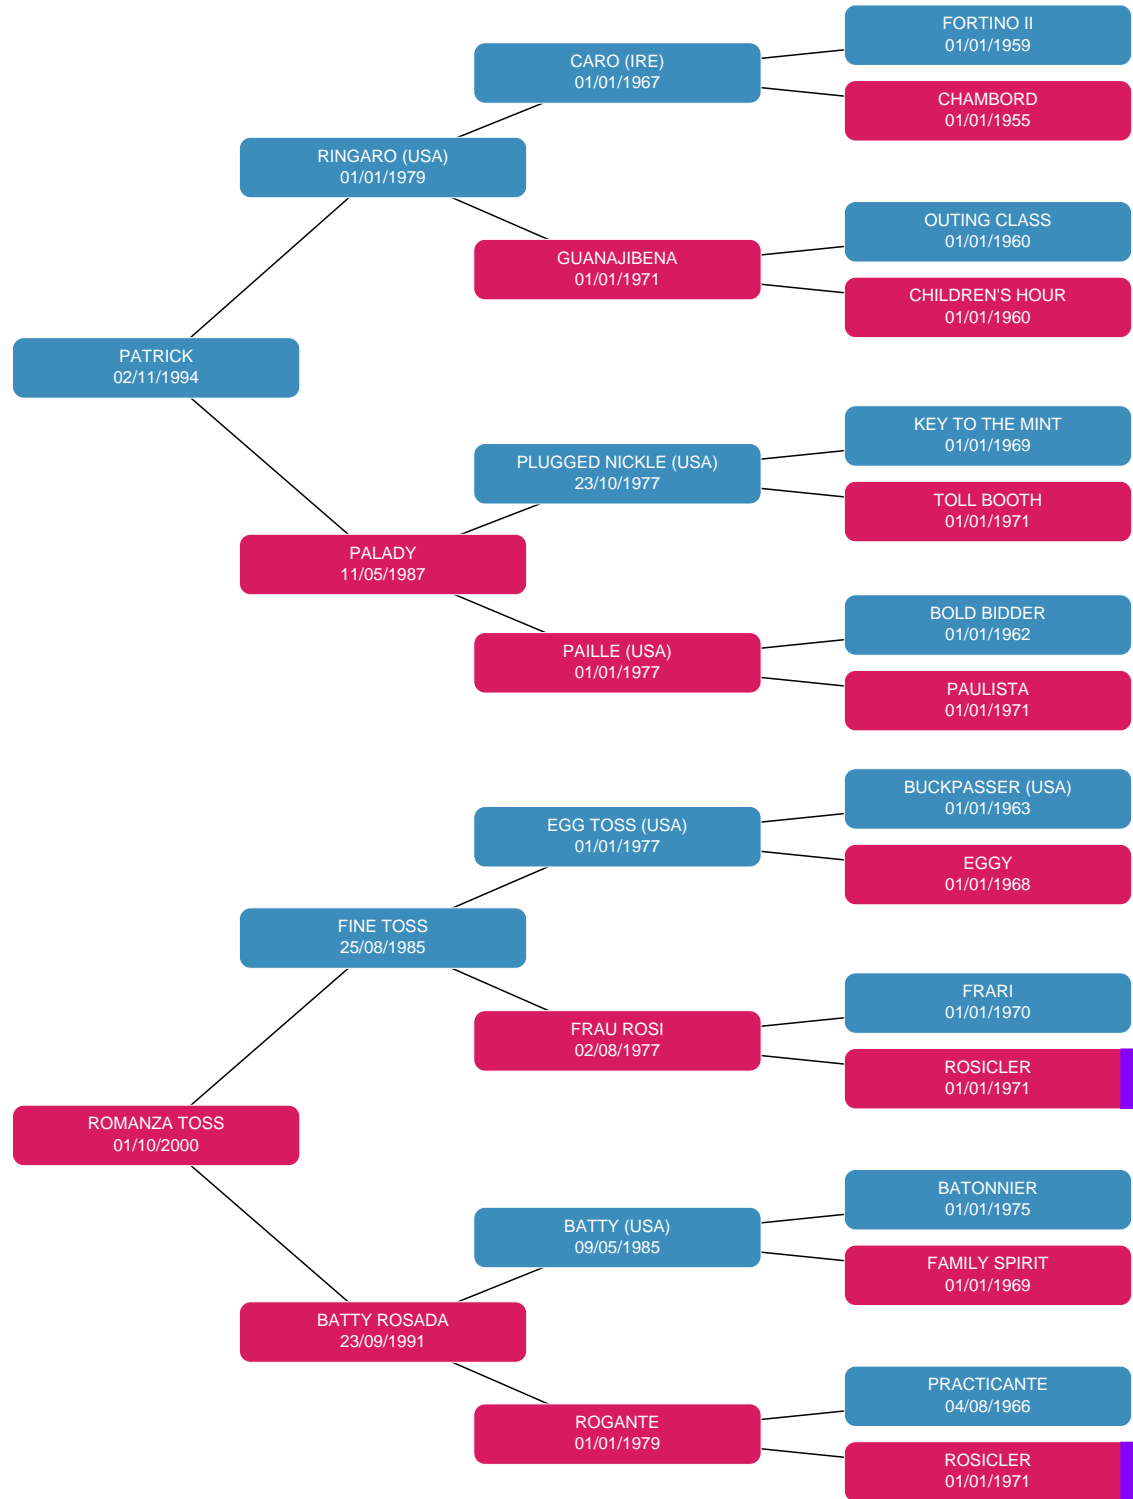 FORTINO II
01/01/1959
CARO (IRE)
01/01/1967
CHAMBORD
01/01/1955
RINGARO (USA)
01/01/1979
OUTING CLASS
01/01/1960
GUANAJIBENA
01/01/1971
CHILDREN'S HOUR
01/01/1960
PATRICK
02/11/1994
KEY TO THE MINT
01/01/1969
PLUGGED NICKLE (USA)
23/10/1977
TOLL BOOTH
01/01/1971
PALADY
11/05/1987
BOLD BIDDER
01/01/1962
PAILLE (USA)
01/01/1977
PAULISTA
01/01/1971
BUCKPASSER (USA)
01/01/1963
EGG TOSS (USA)
01/01/1977
EGGY
01/01/1968
FINE TOSS
25/08/1985
FRARI
01/01/1970
FRAU ROSI
02/08/1977
ROSICLER
01/01/1971
ROMANZA TOSS
01/10/2000
BATONNIER
01/01/1975
BATTY (USA)
09/05/1985
FAMILY SPIRIT
01/01/1969
BATTY ROSADA
23/09/1991
PRACTICANTE
04/08/1966
ROGANTE
01/01/1979
ROSICLER
01/01/1971